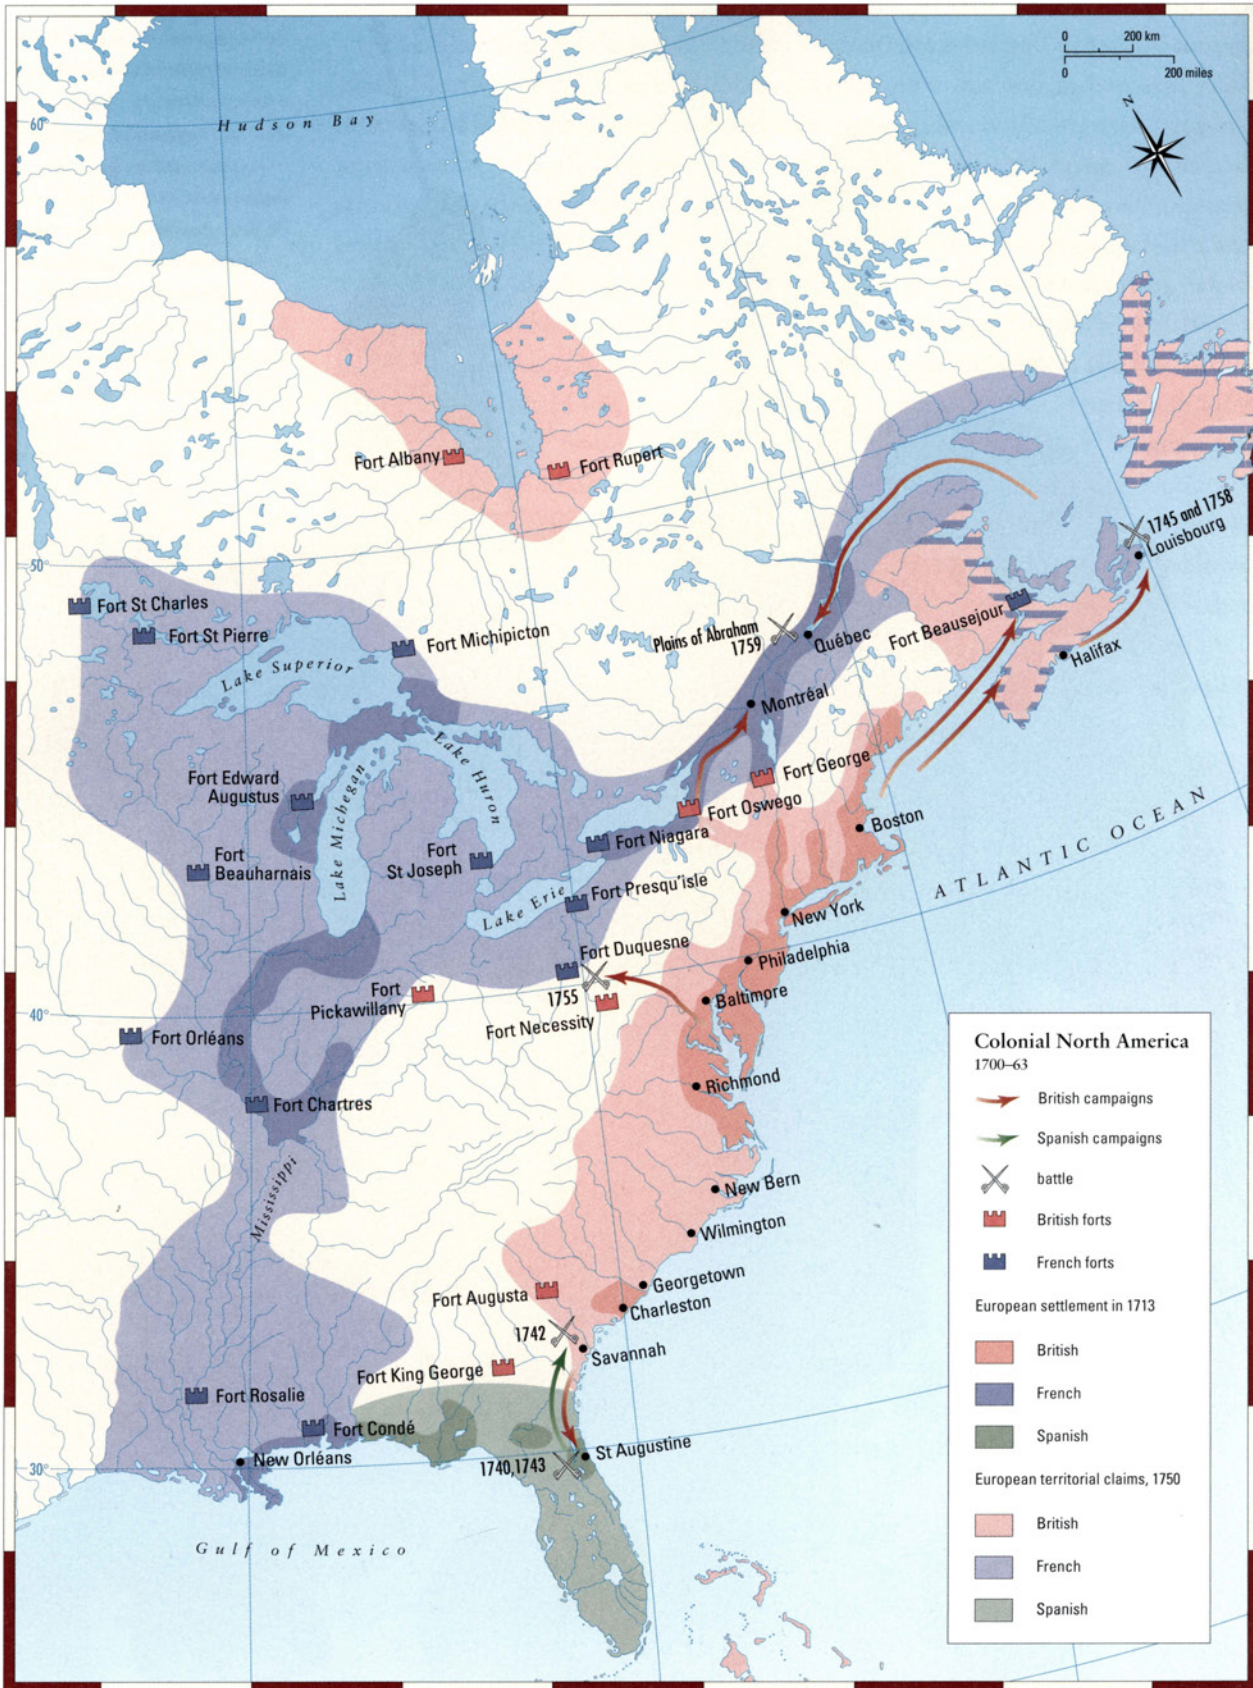 0 200 km
0 200 miles
N
60°
Hudson Bay
Fort Albany
Fort Rupert
1745 and 1758
Louisbourg
50°
Fort St Charles
Fort St Pierre
Fort Michipicton
Lake Superior
Plains of Abraham
1759
Québec
Fort Beausejour
Halifax
Montréal
Lake Huron
Lake Michegan
Fort Edward
Augustus
Fort George
Fort Oswego
Boston
Fort Niagara
Fort
Beauharnais
Fort
St Joseph
Lake Erie
Fort Presqu'isle
ATLANTIC OCEAN
New York
Fort Duquesne
Philadelphia
1755
Baltimore
Fort
Pickawillany
Fort Necessity
40°
Fort Orléans
Richmond
Fort Chartres
Mississippi
New Bern
Wilmington
Georgetown
Charleston
Fort Augusta
1742
Savannah
Fort King George
Fort Rosalie
Fort Condé
New Orléans
St Augustine
1740,1743
30°
Gulf of Mexico
Colonial North America
1700–63
British campaigns
Spanish campaigns
battle
British forts
French forts
European settlement in 1713
British
French
Spanish
European territorial claims, 1750
British
French
Spanish